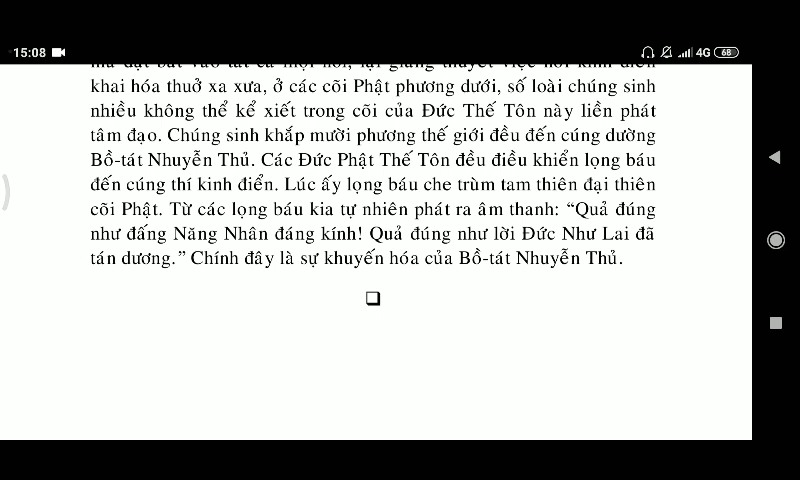 15:08
4G 68
khai hóa thuở xa xưa, ở các cõi Phật phương dưới, số loài chúng sinh
nhiều không thể kể xiết trong cõi của Đức Thế Tôn này liền phát
tâm đạo. Chúng sinh khắp mười phương thế giới đều đến cúng dường
Bồ-tát Nhuyễn Thủ. Các Đức Phật Thế Tôn đều điều khiển lọng báu
đến cúng thí kinh điển. Lúc ấy lọng báu che trùm tam thiên đại thiên
cõi Phật. Từ các lọng báu kia tự nhiên phát ra âm thanh: “Quả đúng
như đấng Năng Nhân đáng kính! Quả đúng như lời Đức Như Lai đã
tán dương.” Chính đây là sự khuyến hóa của Bồ-tát Nhuyễn Thủ.